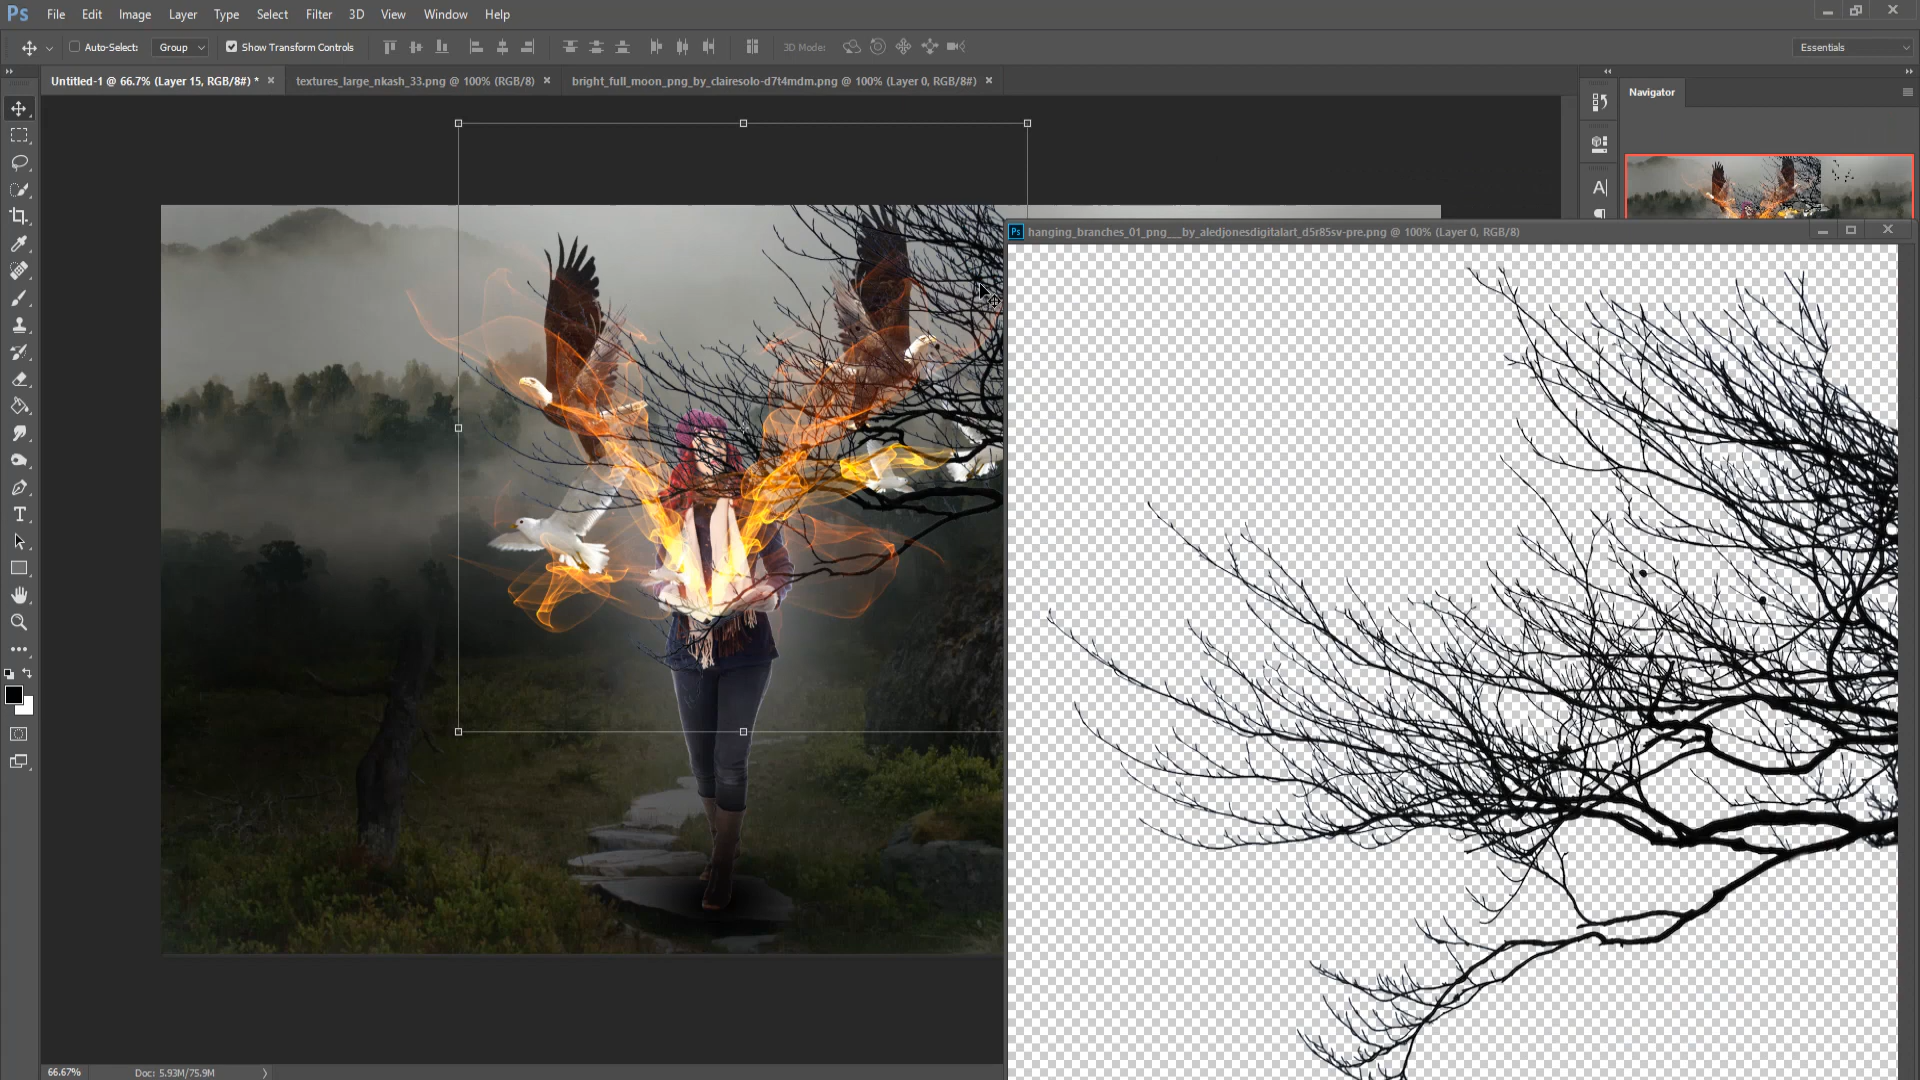 Ps File Edit Image Layer Type Select Filter 3D View Window Help
Auto-Select: Group Show Transform Controls 3D Mode: Essentials
Untitled-1 @ 66.7% (Layer 15, RGB/8#) * textures_large_nkash_33.png @ 100% (RGB/8) bright_full_moon_png_by_clairesolo-d7t4mdm.png @ 100% (Layer 0, RGB/8#)
Navigator
Ps hanging_branches_01_png___by_aledjonesdigitalart_d5r85sv-pre.png @ 100% (Layer 0, RGB/8)
66.67% Doc: 5.93M/75.9M